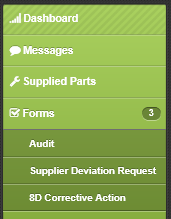 Dashboard
Messages
Supplied Parts
Forms 3
Audit
Supplier Deviation Request
8D Corrective Action